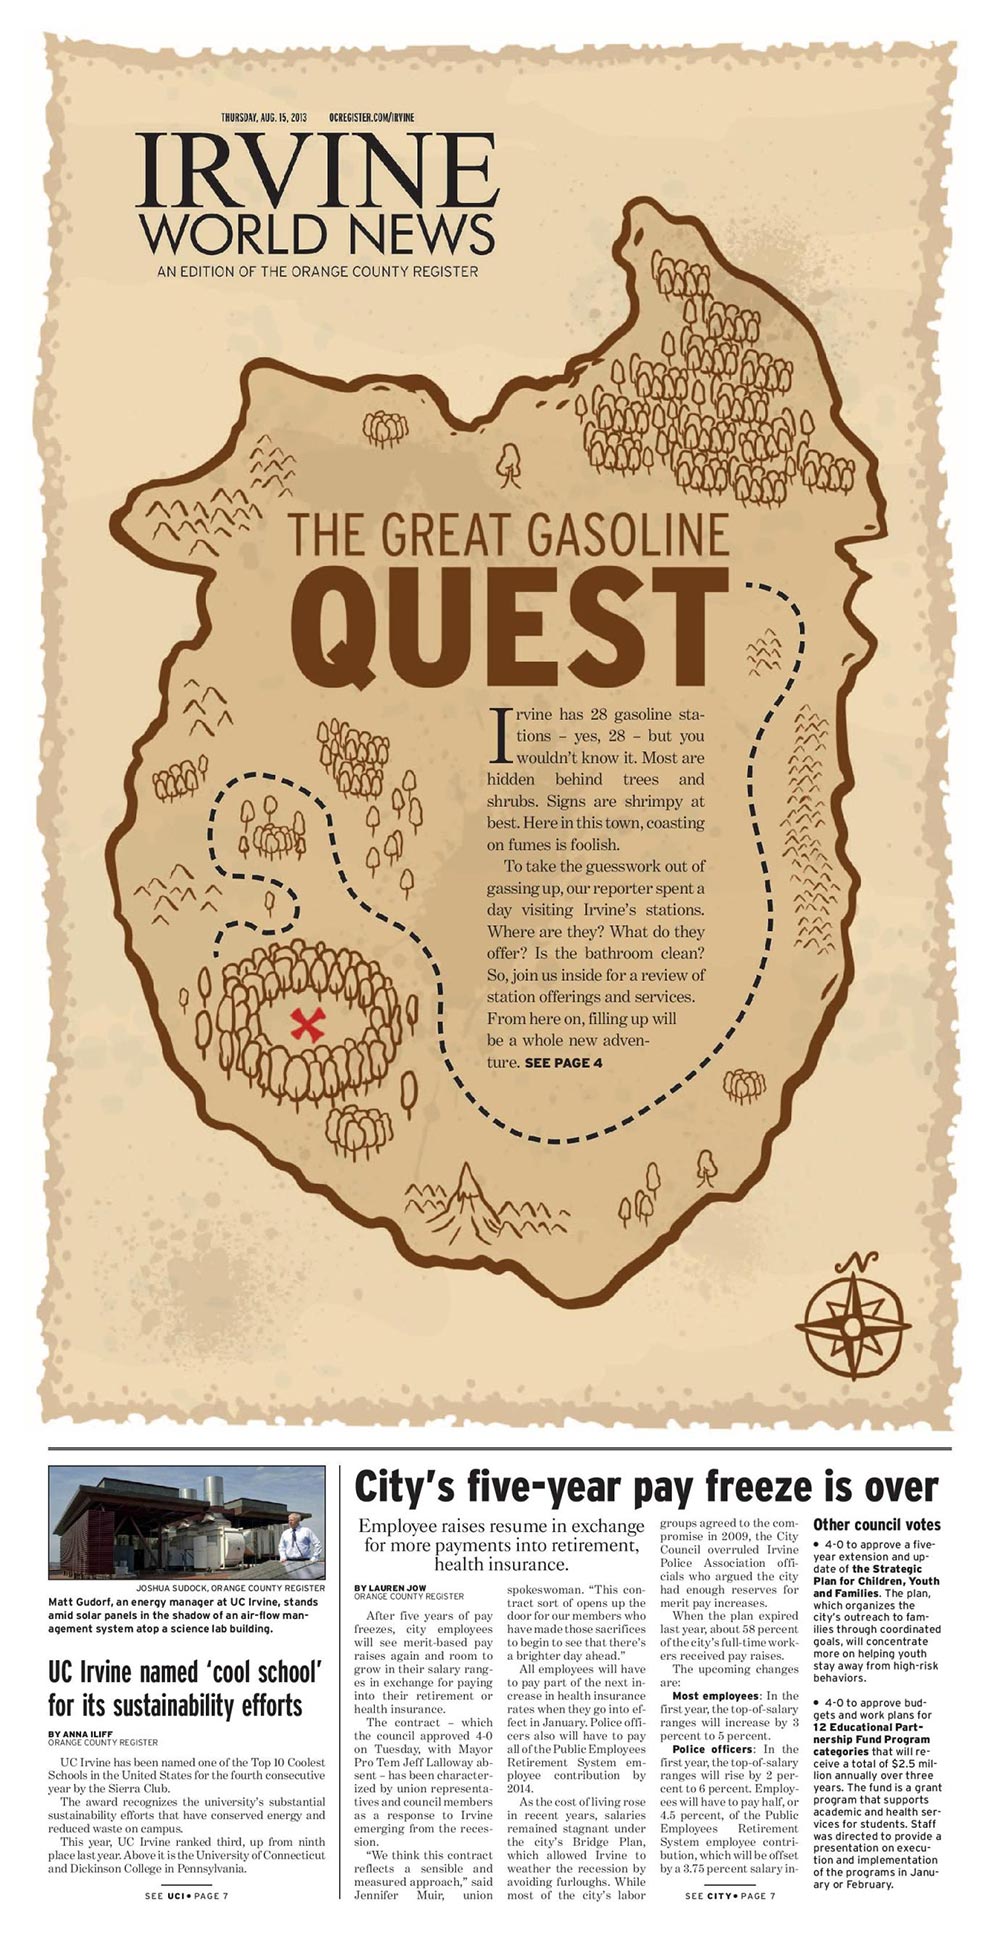 THURSDAY, AUG. 15, 2013 OCREGISTER.COM/IRVINE
IRVINE
WORLD NEWS
AN EDITION OF THE ORANGE COUNTY REGISTER
THE GREAT GASOLINE
QUEST
Irvine has 28 gasoline sta-
tions – yes, 28 – but you
wouldn't know it. Most are
hidden behind trees and
shrubs. Signs are shrimpy at
best. Here in this town, coasting
on fumes is foolish.
To take the guesswork out of
gassing up, our reporter spent a
day visiting Irvine's stations.
Where are they? What do they
offer? Is the bathroom clean?
So, join us inside for a review of
station offerings and services.
From here on, filling up will
be a whole new adven-
ture. SEE PAGE 4
N
JOSHUA SUDOCK, ORANGE COUNTY REGISTER
Matt Gudorf, an energy manager at UC Irvine, stands
amid solar panels in the shadow of an air-flow man-
agement system atop a science lab building.
UC Irvine named ‘cool school’
for its sustainability efforts
BY ANNA ILIFF
ORANGE COUNTY REGISTER
UC Irvine has been named one of the Top 10 Coolest
Schools in the United States for the fourth consecutive
year by the Sierra Club.
The award recognizes the university's substantial
sustainability efforts that have conserved energy and
reduced waste on campus.
This year, UC Irvine ranked third, up from ninth
place last year. Above it is the University of Connecticut
and Dickinson College in Pennsylvania.
SEE UCI • PAGE 7
City's five-year pay freeze is over
Employee raises resume in exchange
for more payments into retirement,
health insurance.
BY LAUREN JOW
ORANGE COUNTY REGISTER
After five years of pay
freezes, city employees
will see merit-based pay
raises again and room to
grow in their salary rang-
es in exchange for paying
into their retirement or
health insurance.
The contract – which
the council approved 4-0
on Tuesday, with Mayor
Pro Tem Jeff Lalloway ab-
sent – has been character-
ized by union representa-
tives and council members
as a response to Irvine
emerging from the reces-
sion.
“We think this contract
reflects a sensible and
measured approach,” said
Jennifer Muir, union
spokeswoman. “This con-
tract sort of opens up the
door for our members who
have made those sacrifices
to begin to see that there's
a brighter day ahead.”
All employees will have
to pay part of the next in-
crease in health insurance
rates when they go into ef-
fect in January. Police offi-
cers also will have to pay
all of the Public Employees
Retirement System em-
ployee contribution by
2014.
As the cost of living rose
in recent years, salaries
remained stagnant under
the city's Bridge Plan,
which allowed Irvine to
weather the recession by
avoiding furloughs. While
most of the city's labor
groups agreed to the com-
promise in 2009, the City
Council overruled Irvine
Police Association offi-
cials who argued the city
had enough reserves for
merit pay increases.
When the plan expired
last year, about 58 percent
of the city's full-time work-
ers received pay raises.
The upcoming changes
are:
Most employees: In the
first year, the top-of-salary
ranges will increase by 3
percent to 5 percent.
Police officers: In the
first year, the top-of-salary
ranges will rise by 2 per-
cent to 6 percent. Employ-
ees will have to pay half, or
4.5 percent, of the Public
Employees Retirement
System employee contri-
bution, which will be offset
by a 3.75 percent salary in-
SEE CITY • PAGE 7
Other council votes
• 4-0 to approve a five-
year extension and up-
date of the Strategic
Plan for Children, Youth
and Families. The plan,
which organizes the
city's outreach to fam-
ilies through coordinated
goals, will concentrate
more on helping youth
stay away from high-risk
behaviors.
• 4-0 to approve bud-
gets and work plans for
12 Educational Part-
nership Fund Program
categories that will re-
ceive a total of $2.5 mil-
lion annually over three
years. The fund is a grant
program that supports
academic and health ser-
vices for students. Staff
was directed to provide a
presentation on execu-
tion and implementation
of the programs in Janu-
ary or February.